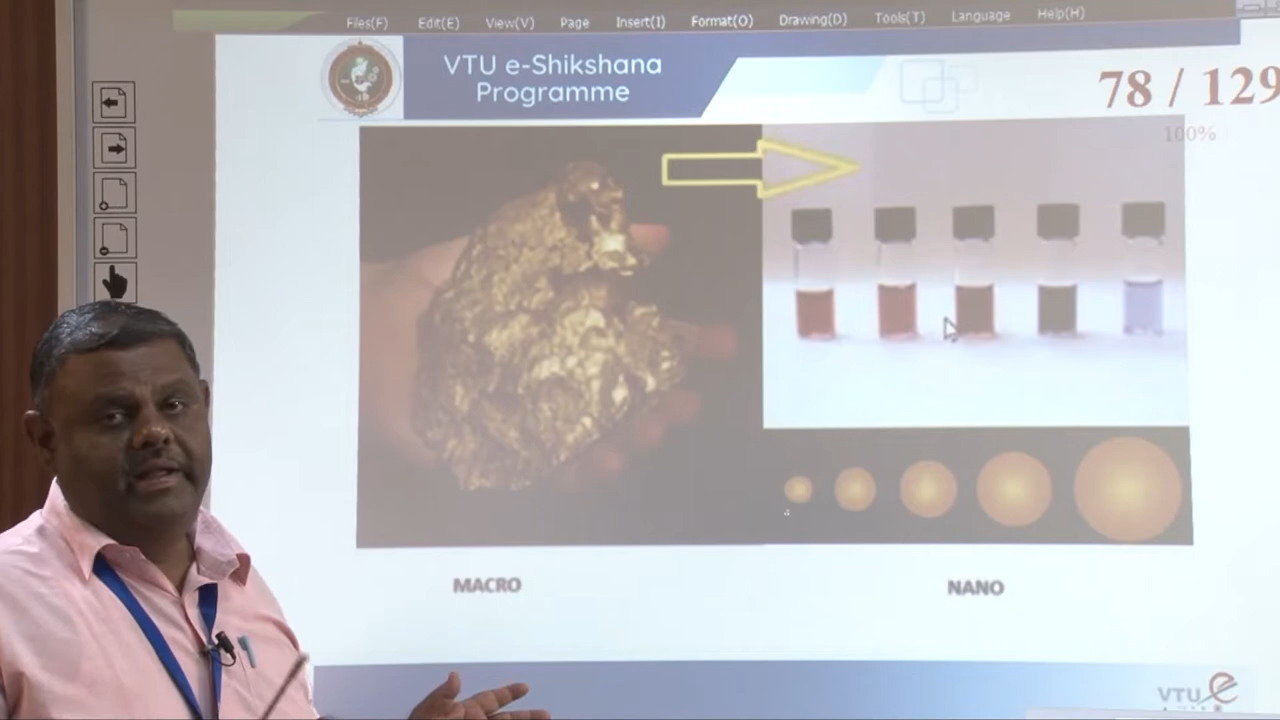 Files(F) Edit(E) View(V) Page Insert(I) Format(O) Drawing(D) Tools(T) Language Help(H)
VTU e-Shikshana
Programme
78 / 129
100%
MACRO
NANO
VTU e